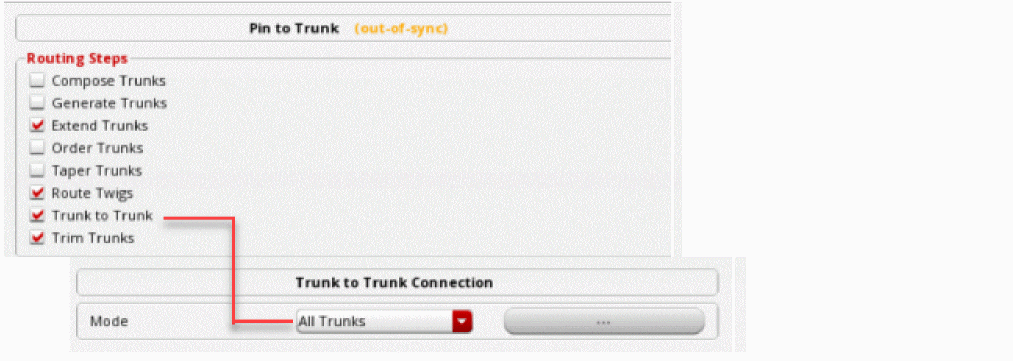 Pin to Trunk (out-of-sync)
Routing Steps
Compose Trunks
Generate Trunks
Extend Trunks
Order Trunks
Taper Trunks
Route Twigs
Trunk to Trunk
Trim Trunks
Trunk to Trunk Connection
Mode All Trunks ...